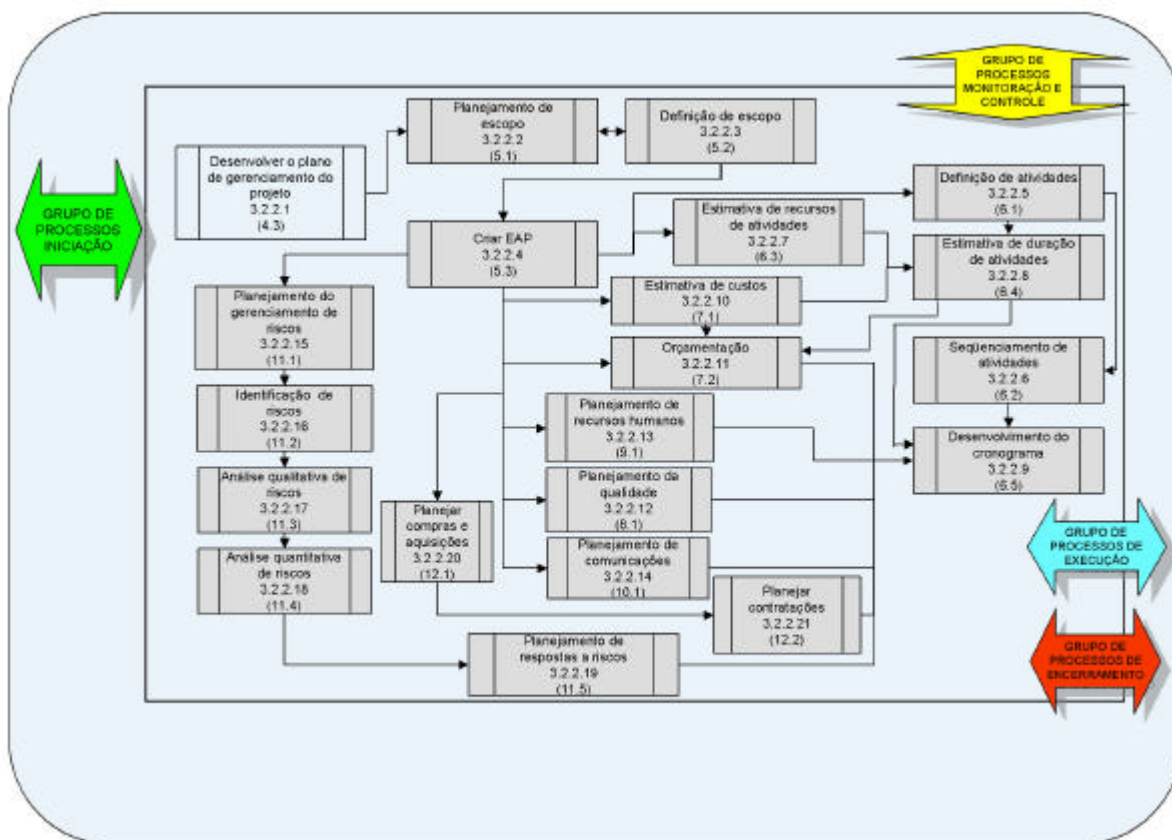 GRUPO DE
PROCESSOS
MONITORAÇÃO E
CONTROLE
GRUPO DE
PROCESSOS
INICIAÇÃO
Desenvolver o plano
de gerenciamento do
projeto
3.2.2.1
(4.3)
Planejamento de
escopo
3.2.2.2
(5.1)
Definição de escopo
3.2.2.3
(5.2)
Criar EAP
3.2.2.4
(5.3)
Estimativa de recursos
de atividades
3.2.2.7
(6.3)
Definição de atividades
3.2.2.5
(6.1)
Estimativa de duração
de atividades
3.2.2.8
(6.4)
Estimativa de custos
3.2.2.10
(7.1)
Orçamentação
3.2.2.11
(7.2)
Seqüenciamento de
atividades
3.2.2.6
(6.2)
Desenvolvimento do
cronograma
3.2.2.9
(6.5)
Planejamento do
gerenciamento de
riscos
3.2.2.15
(11.1)
Identificação de
riscos
3.2.2.16
(11.2)
Análise qualitativa de
riscos
3.2.2.17
(11.3)
Análise quantitativa
de riscos
3.2.2.18
(11.4)
Planejar
compras e
aquisições
3.2.2.20
(12.1)
Planejamento de
recursos humanos
3.2.2.13
(9.1)
Planejamento da
qualidade
3.2.2.12
(8.1)
Planejamento de
comunicações
3.2.2.14
(10.1)
Planejar
contratações
3.2.2.21
(12.2)
Planejamento de
respostas a riscos
3.2.2.19
(11.5)
GRUPO DE
PROCESSOS DE
EXECUÇÃO
GRUPO DE
PROCESSOS DE
ENCERRAMENTO